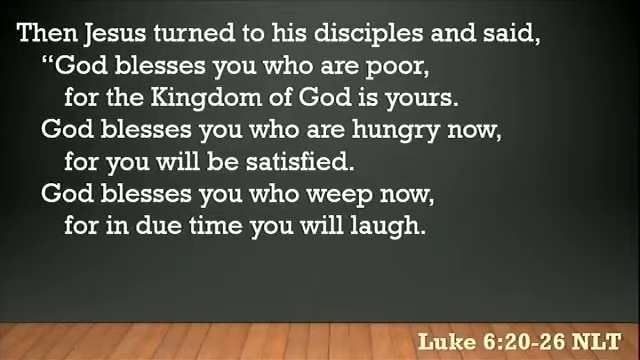 Then Jesus turned to his disciples and said,
“God blesses you who are poor,
for the Kingdom of God is yours.
God blesses you who are hungry now,
for you will be satisfied.
God blesses you who weep now,
for in due time you will laugh.
Luke 6:20-26 NLT